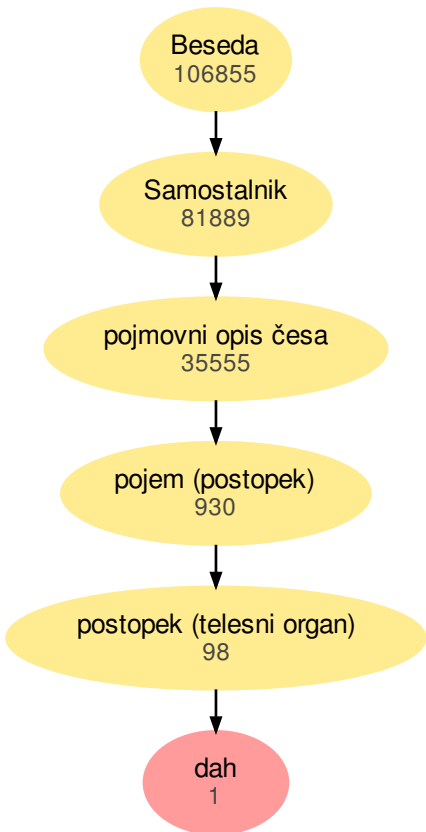 Beseda
106855
Samostalnik
81889
pojmovni opis česa
35555
pojem (postopek)
930
postopek (telesni organ)
98
dah
1